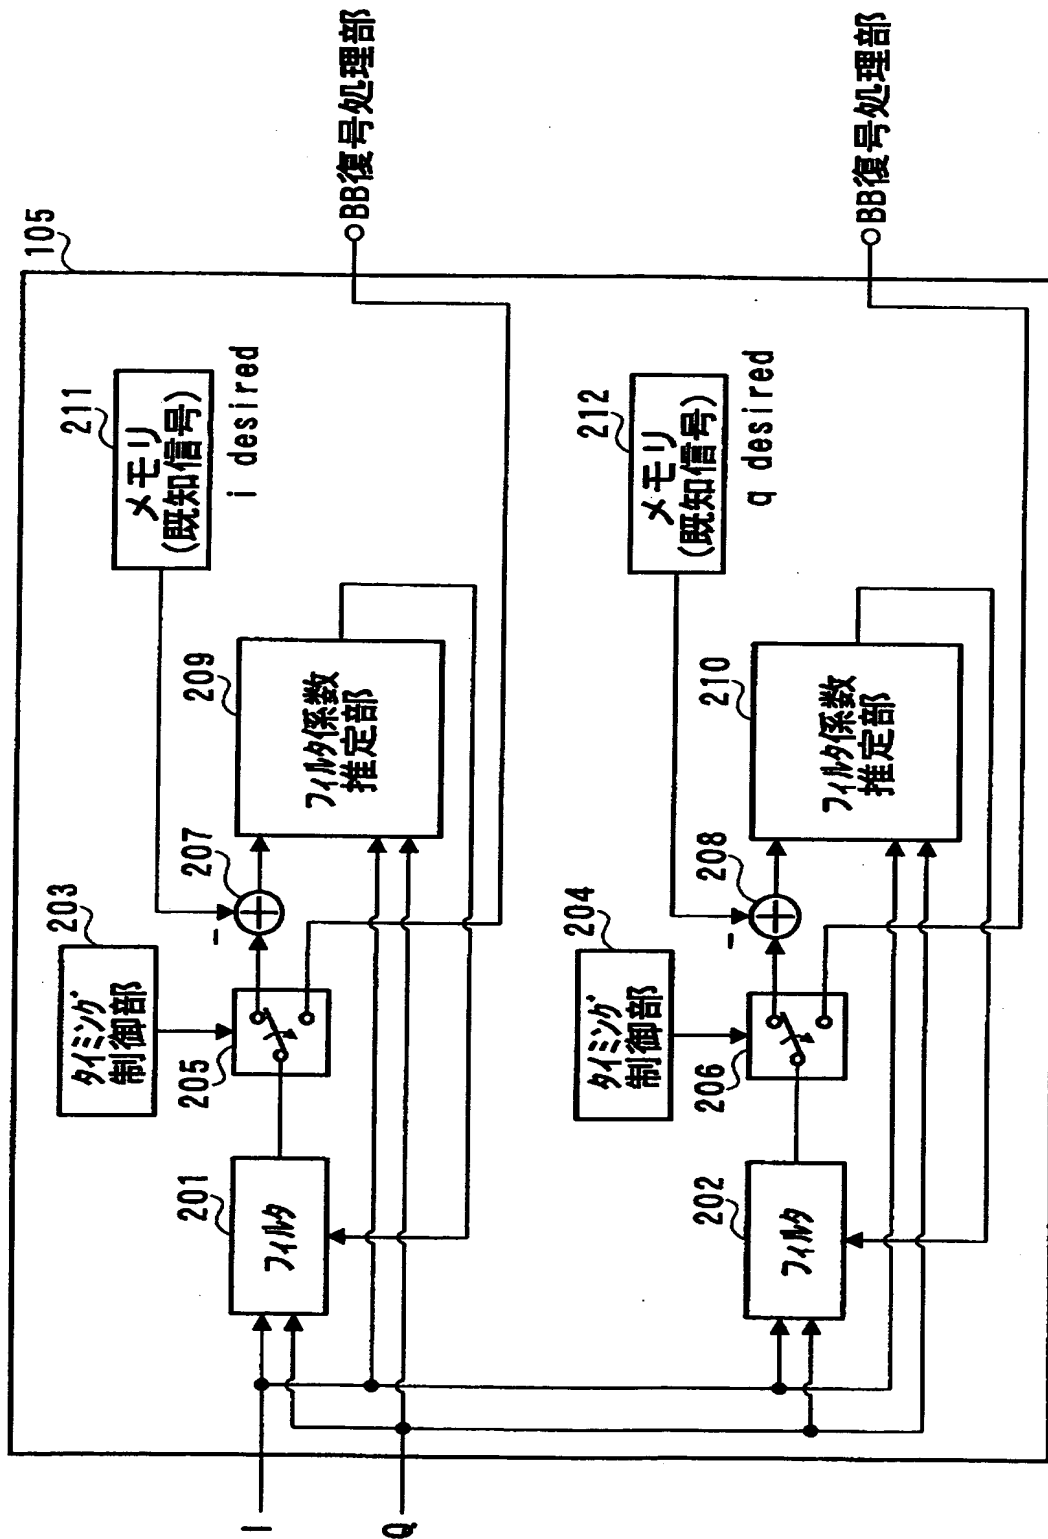 105
211
メモリ
(既知信号)
i desired
BB復号処理部
203
タイミング
制御部
207
-
209
フィルタ係数
推定部
205
201
フィルタ
I
Q
212
メモリ
(既知信号)
q desired
BB復号処理部
204
タイミング
制御部
208
-
210
フィルタ係数
推定部
206
202
フィルタ